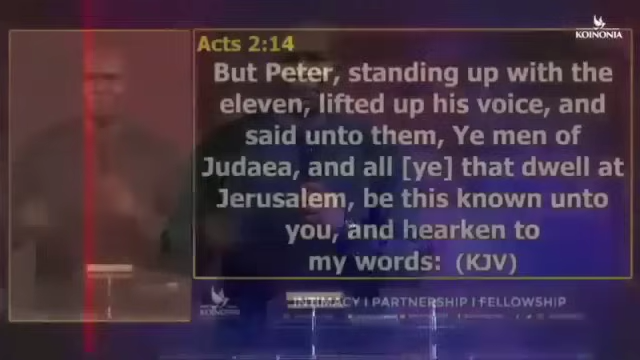 KOINONIA
Acts 2:14
But Peter, standing up with the
eleven, lifted up his voice, and
said unto them, Ye men of
Judaea, and all [ye] that dwell at
Jerusalem, be this known unto
you, and hearken to
my words: (KJV)
KOINONIA
INTIMACY I PARTNERSHIP I FELLOWSHIP